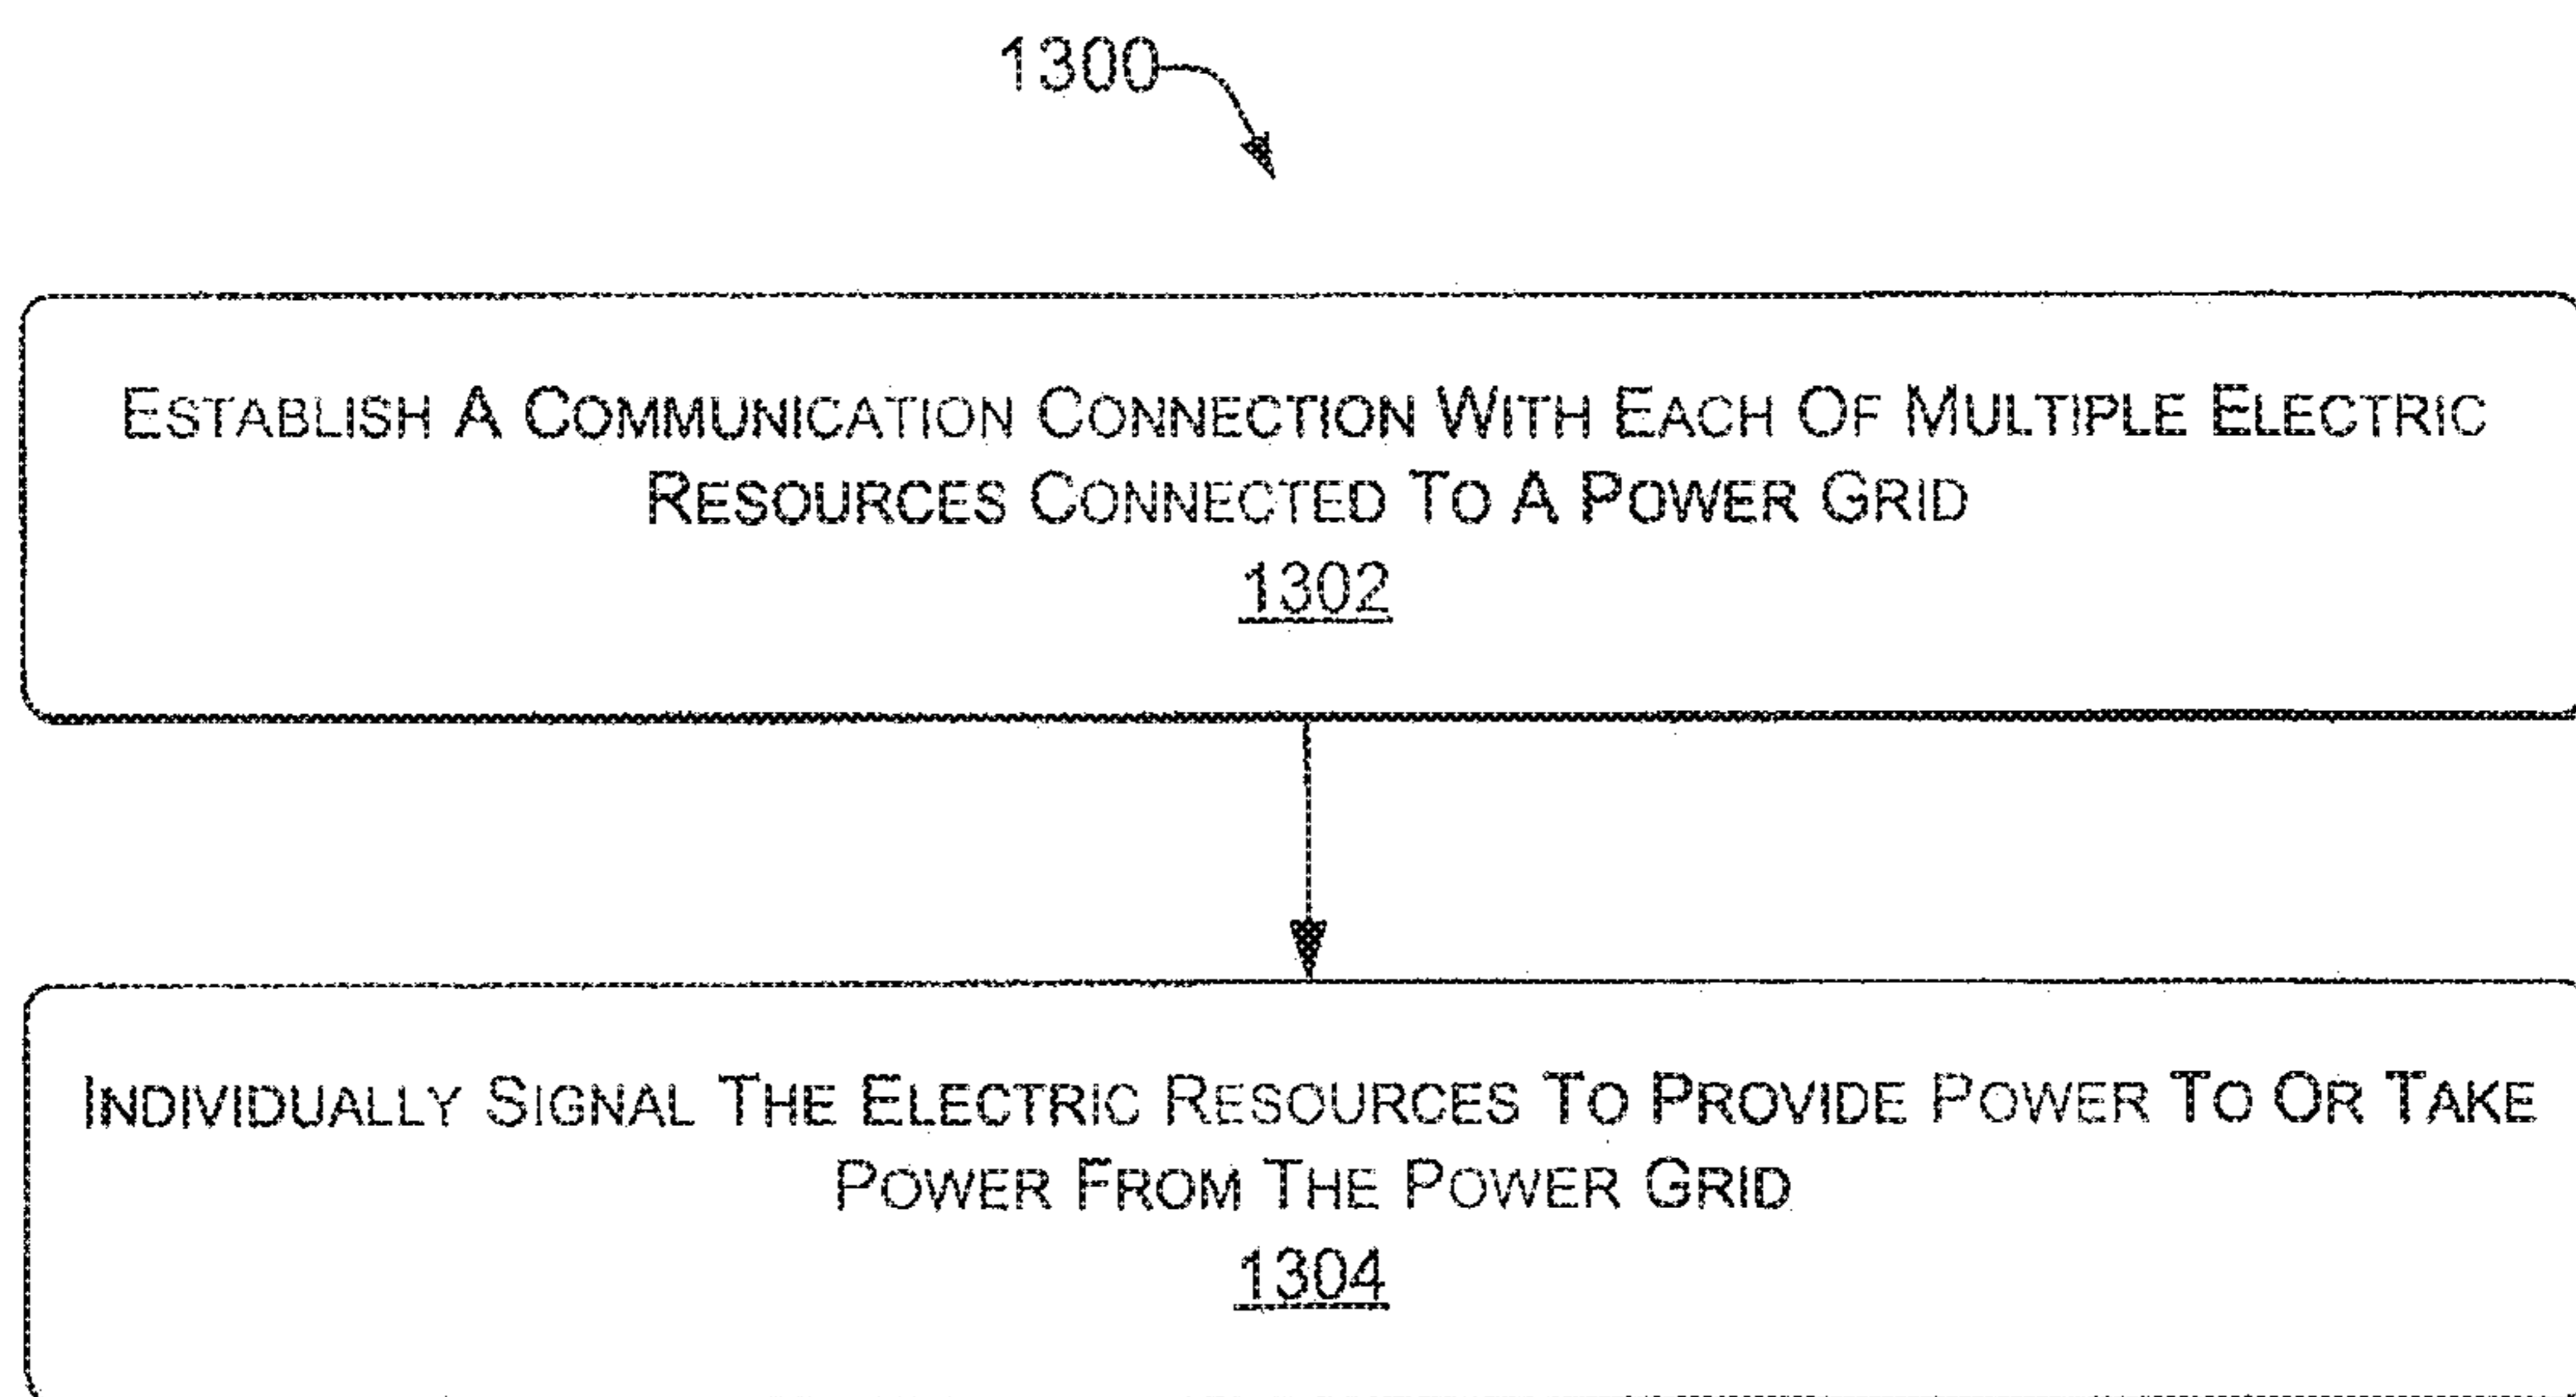 1300
ESTABLISH A COMMUNICATION CONNECTION WITH EACH OF MULTIPLE ELECTRIC
RESOURCES CONNECTED TO A POWER GRID
1302
INDIVIDUALLY SIGNAL THE ELECTRIC RESOURCES TO PROVIDE POWER TO OR TAKE
POWER FROM THE POWER GRID
1304